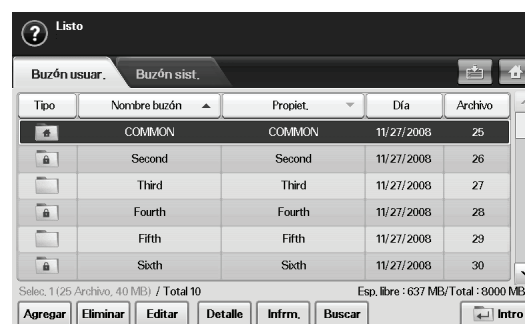 Listo
Buzón usuar. Buzón sist.
Tipo Nombre buzón Propiet. Día Archivo
COMMON COMMON 11/27/2008 25
Second Second 11/27/2008 26
Third Third 11/27/2008 27
Fourth Fourth 11/27/2008 28
Fifth Fifth 11/27/2008 29
Sixth Sixth 11/27/2008 30
Selec. 1 (25 Archivo, 40 MB) / Total 10 Esp. libre : 637 MB/Total : 8000 MB
Agregar Eliminar Editar Detalle Infrm. Buscar Intro